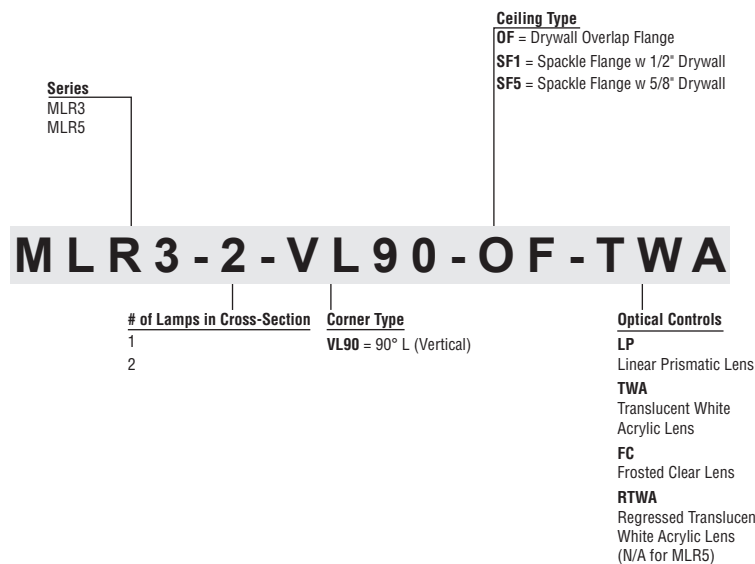 Ceiling Type
OF = Drywall Overlap Flange
SF1 = Spackle Flange w 1/2" Drywall
SF5 = Spackle Flange w 5/8" Drywall
Series
MLR3
MLR5
MLR3-2-VL90-OF-TWA
# of Lamps in Cross-Section
1
2
Corner Type
VL90 = 90° L (Vertical)
Optical Controls
LP
Linear Prismatic Lens
TWA
Translucent White
Acrylic Lens
FC
Frosted Clear Lens
RTWA
Regressed Translucen
White Acrylic Lens
(N/A for MLR5)